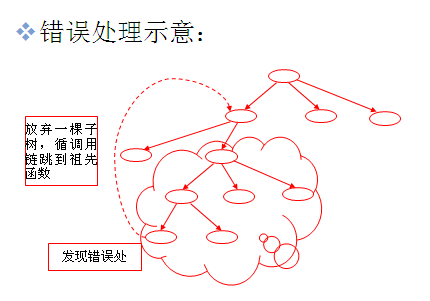 错误处理示意：
放弃一棵子
树，循调用
链跳到祖先
函数
发现错误处